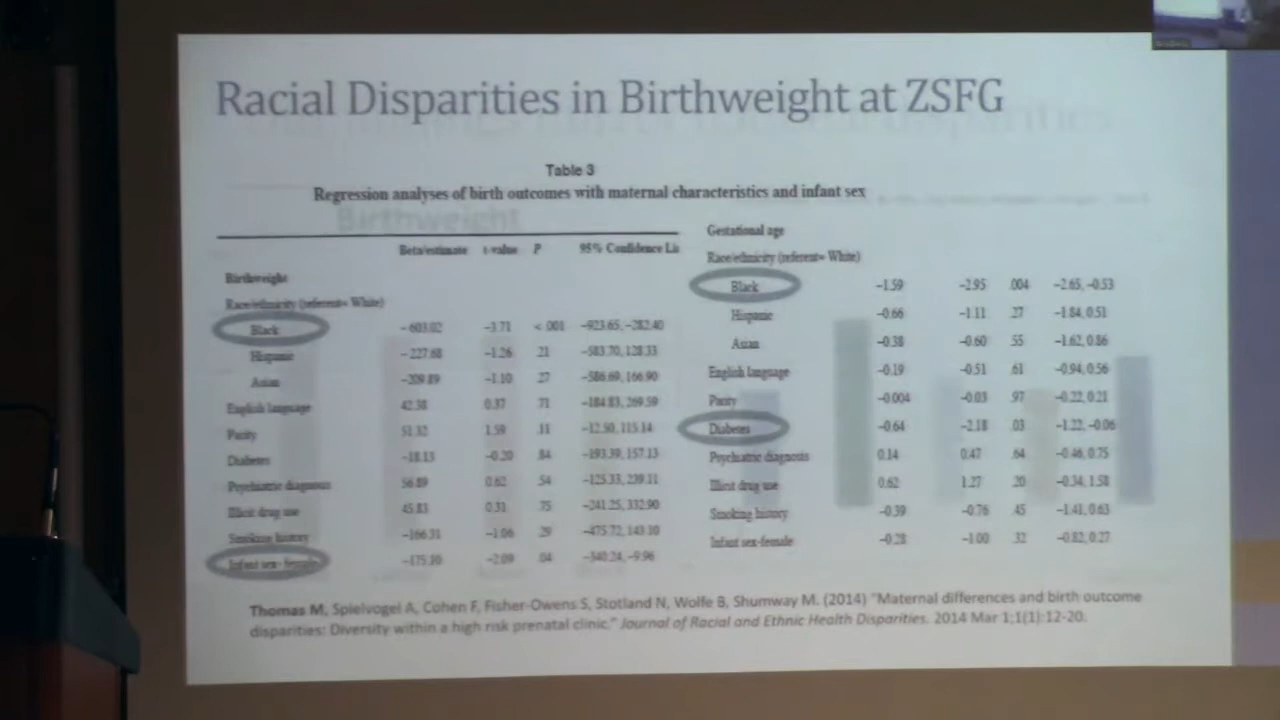 Racial Disparities in Birthweight at ZSFG
Table 3
Regression analyses of birth outcomes with maternal characteristics and infant sex
Beta/estimate t-value P 95% Confidence Li
Birthweight
Race/ethnicity (referent= White)
Black -603.02 -3.71 <.001 -923.65, -282.40
Hispanic -227.68 -1.26 .21 -583.70, 128.33
Asian -209.89 -1.10 .27 -586.69, 166.90
English language 42.38 0.37 .71 -184.83, 269.59
Parity 51.32 1.59 .11 -12.50, 115.14
Diabetes -18.13 -0.20 .84 -193.39, 157.13
Psychiatric diagnosis 56.89 0.62 .54 -125.33, 239.11
Illicit drug use 45.83 0.31 .75 -241.25, 332.90
Smoking history -166.31 -1.06 .29 -475.72, 143.10
Infant sex-female -175.10 -2.09 .04 -340.24, -9.96
Gestational age
Race/ethnicity (referent= White)
Black -1.59 -2.95 .004 -2.65, -0.53
Hispanic -0.66 -1.11 .27 -1.84, 0.51
Asian -0.38 -0.60 .55 -1.62, 0.86
English language -0.19 -0.51 .61 -0.94, 0.56
Parity -0.004 -0.03 .97 -0.22, 0.21
Diabetes -0.64 -2.18 .03 -1.22, -0.06
Psychiatric diagnosis 0.14 0.47 .64 -0.46, 0.75
Illicit drug use 0.62 1.27 .20 -0.34, 1.58
Smoking history -0.39 -0.76 .45 -1.41, 0.63
Infant sex-female -0.28 -1.00 .32 -0.82, 0.27
Thomas M, Spielvogel A, Cohen F, Fisher-Owens S, Stotland N, Wolfe B, Shumway M. (2014) "Maternal differences and birth outcome
disparities: Diversity within a high risk prenatal clinic." Journal of Racial and Ethnic Health Disparities. 2014 Mar 1;1(1):12-20.